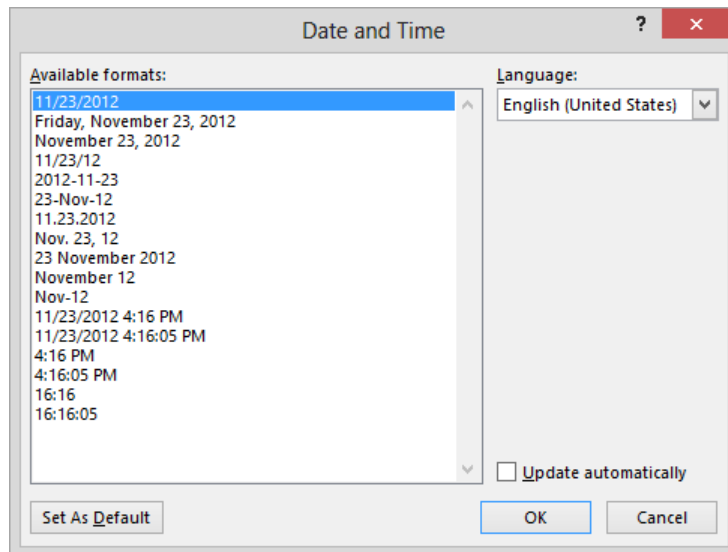 Date and Time
?
Available formats:
11/23/2012
Friday, November 23, 2012
November 23, 2012
11/23/12
2012-11-23
23-Nov-12
11.23.2012
Nov. 23, 12
23 November 2012
November 12
Nov-12
11/23/2012 4:16 PM
11/23/2012 4:16:05 PM
4:16 PM
4:16:05 PM
16:16
16:16:05
Language:
English (United States)
Update automatically
Set As Default
OK
Cancel